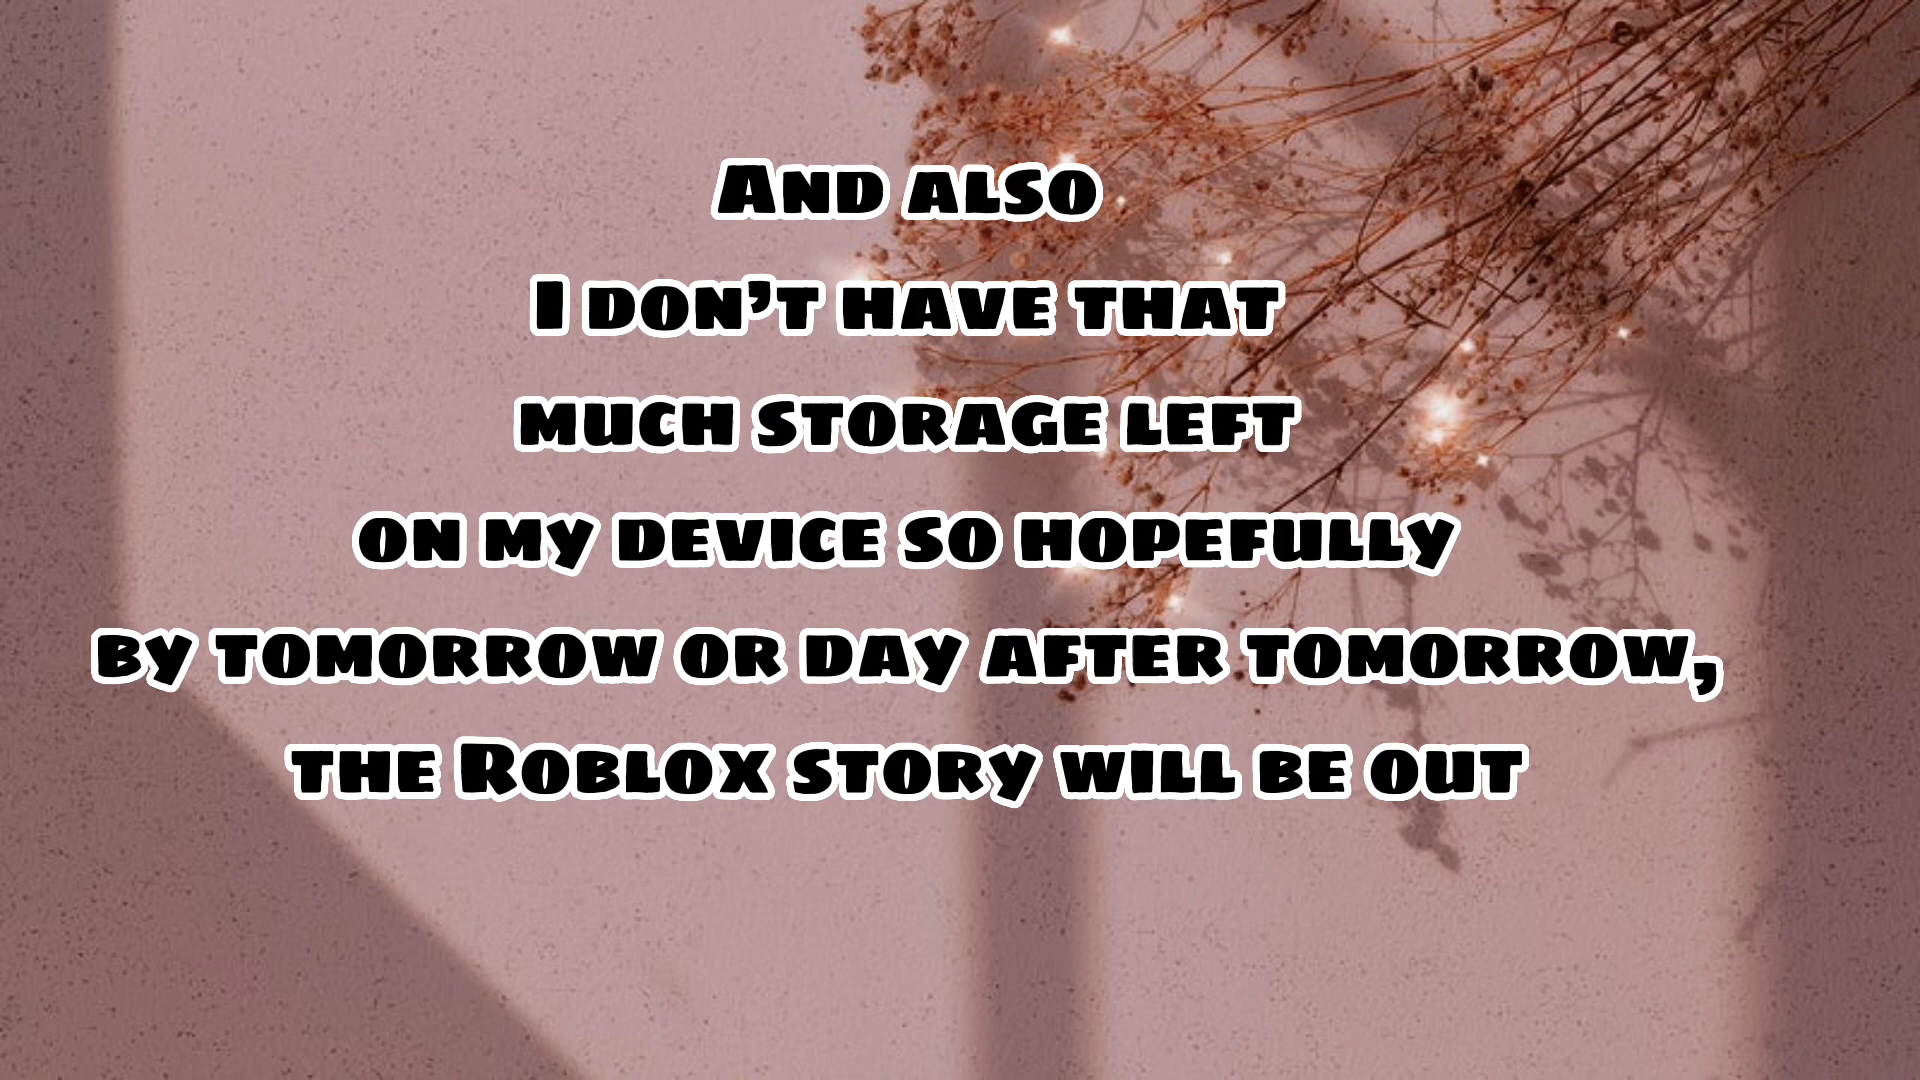 And also
I don’t have that
much storage left
on my device so hopefully
by tomorrow or day after tomorrow,
the Roblox story will be out